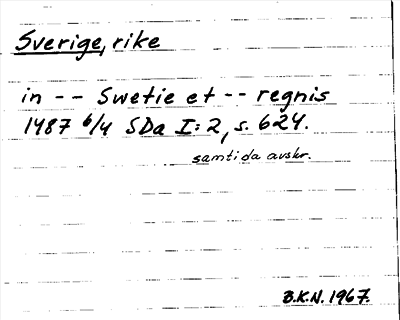 Sverige, rike
in -- Swetie et -- regnis
1487 6/4 SDa I:2, s. 624.
samtida avskr.
B.K.N. 1967.